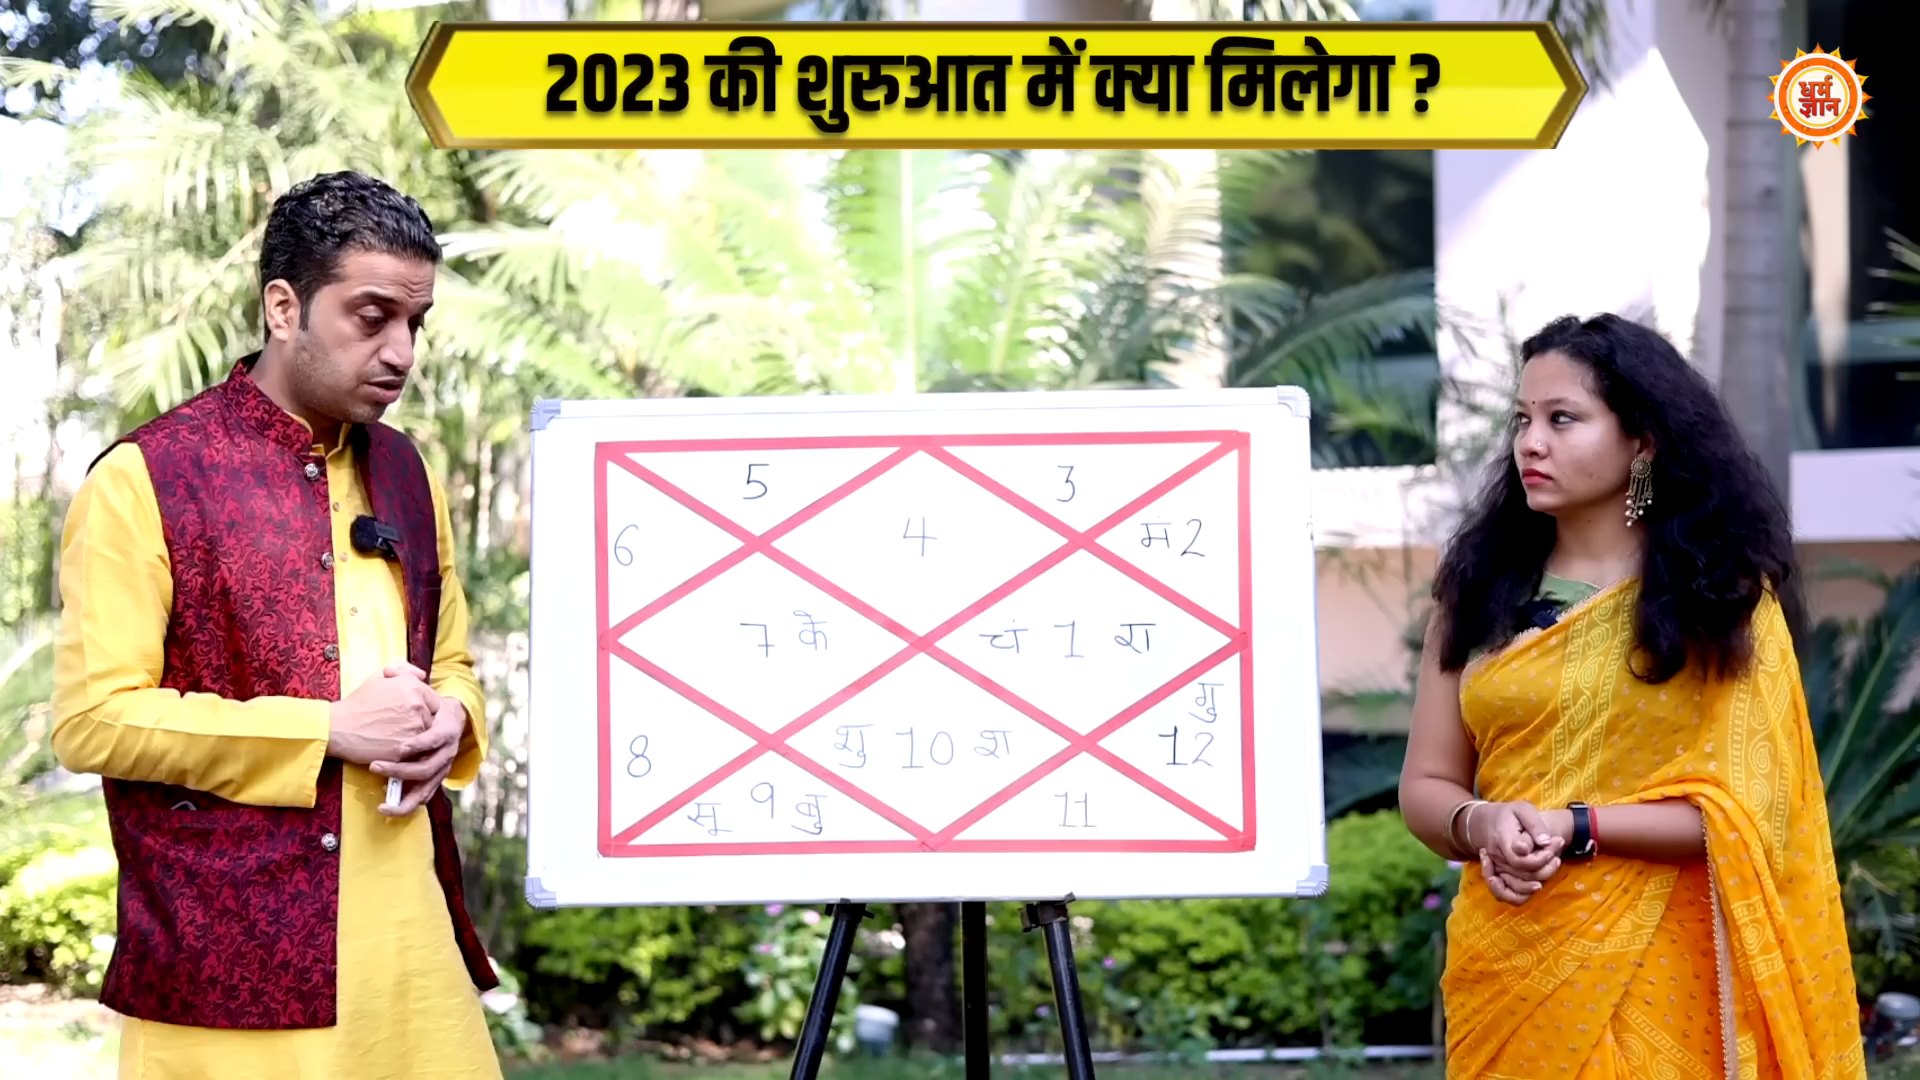 2023 की शुरुआत में क्या मिलेगा ?
धर्म
ज्ञान
5
3
6
4
मं 2
7 के
चं 1 रा
गु
12
8
शु 10 श
सू 9 बु
11